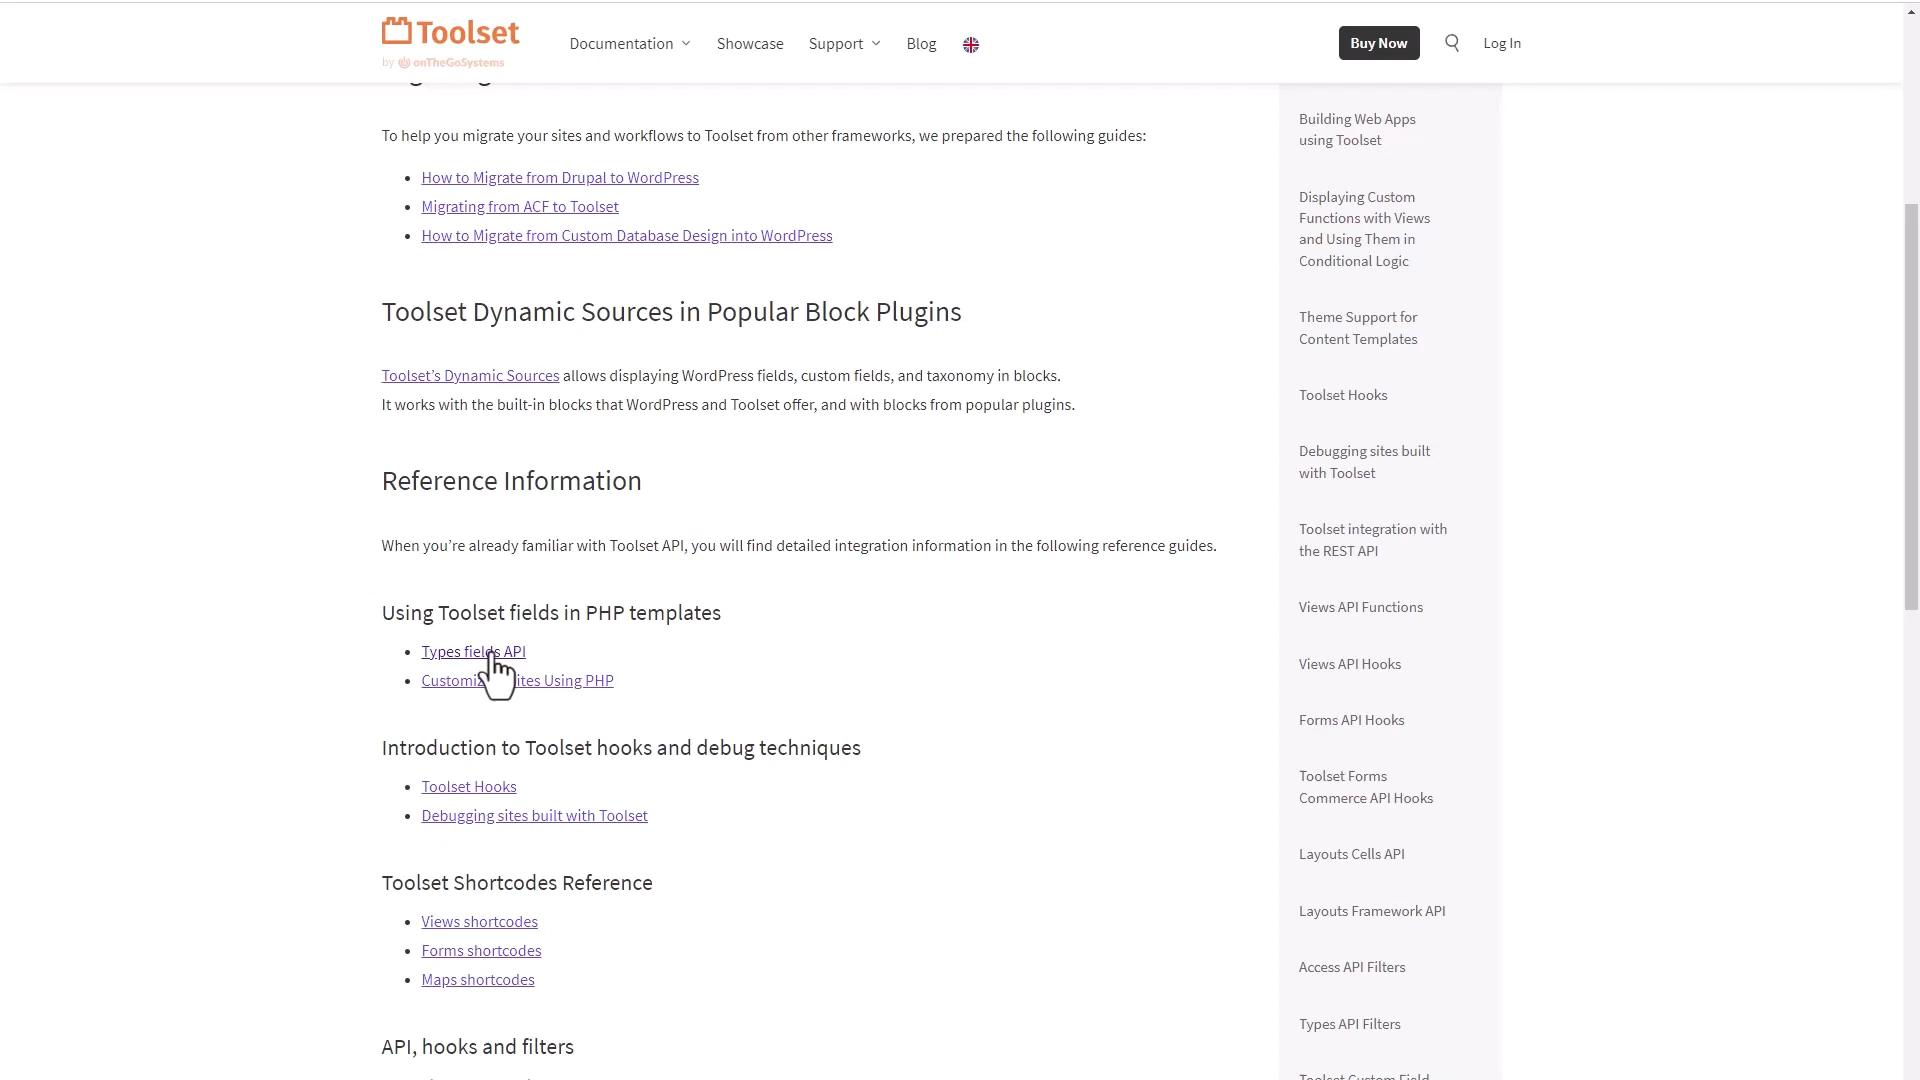 Toolset
by onTheGoSystems
Documentation
Showcase
Support
Blog
Buy Now
Log In
To help you migrate your sites and workflows to Toolset from other frameworks, we prepared the following guides:
How to Migrate from Drupal to WordPress
Migrating from ACF to Toolset
How to Migrate from Custom Database Design into WordPress
Toolset Dynamic Sources in Popular Block Plugins
Toolset’s Dynamic Sources allows displaying WordPress fields, custom fields, and taxonomy in blocks.
It works with the built-in blocks that WordPress and Toolset offer, and with blocks from popular plugins.
Reference Information
When you’re already familiar with Toolset API, you will find detailed integration information in the following reference guides.
Using Toolset fields in PHP templates
Types fields API
Using PHP
Introduction to Toolset hooks and debug techniques
Toolset Hooks
Debugging sites built with Toolset
Toolset Shortcodes Reference
Views shortcodes
Forms shortcodes
Maps shortcodes
API, hooks and filters
Building Web Apps
using Toolset
Displaying Custom
Functions with Views
and Using Them in
Conditional Logic
Theme Support for
Content Templates
Toolset Hooks
Debugging sites built
with Toolset
Toolset integration with
the REST API
Views API Functions
Views API Hooks
Forms API Hooks
Toolset Forms
Commerce API Hooks
Layouts Cells API
Layouts Framework API
Access API Filters
Types API Filters
Toolset Custom Field